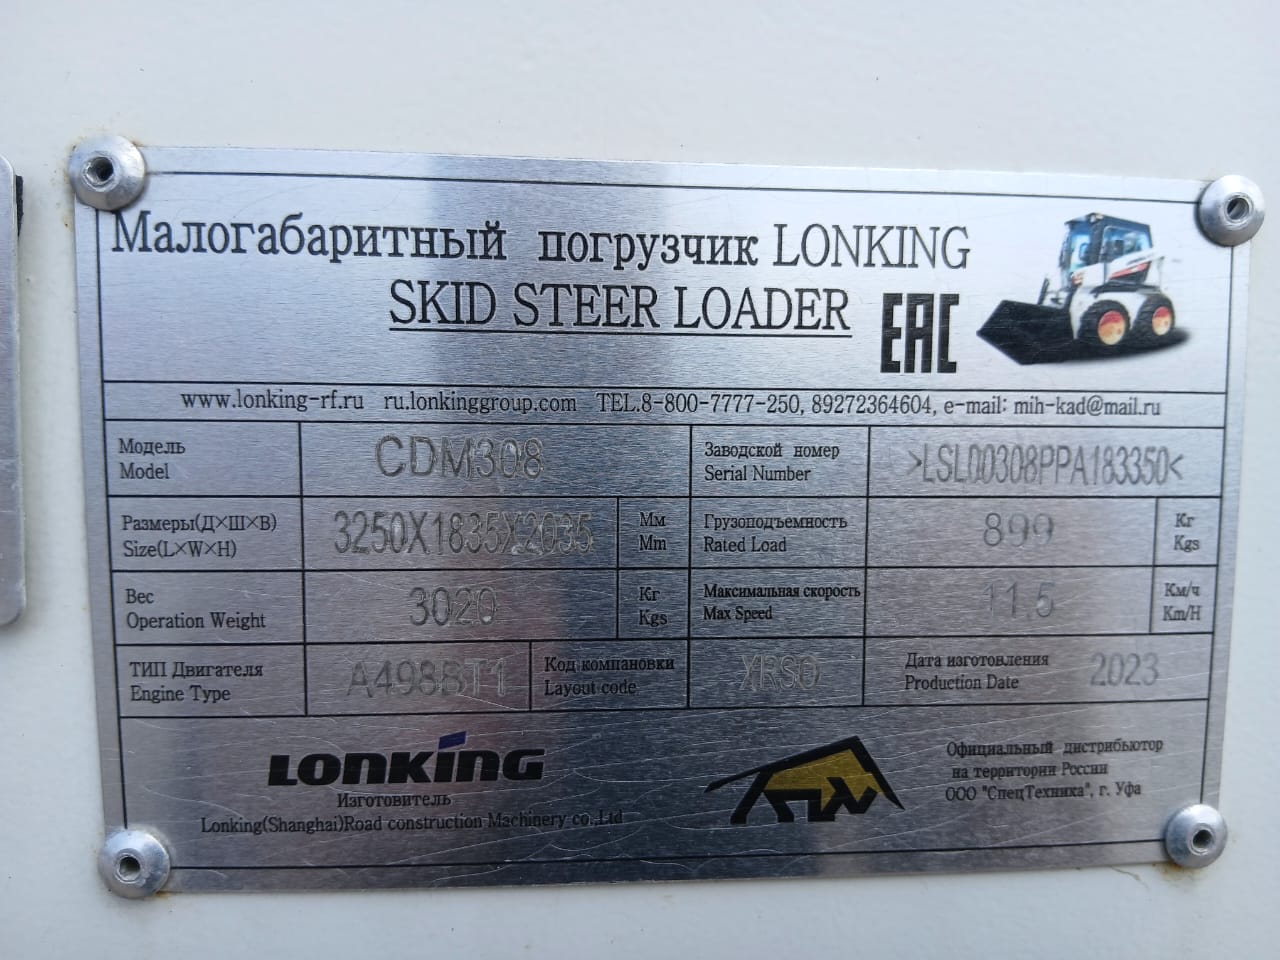 Малогабаритный погрузчик LONKING
SKID STEER LOADER
EAC
www.lonking-rf.ru ru.lonkinggroup.com TEL.8-800-7777-250, 89272364604, e-mail: mih-kad@mail.ru
Модель
Model
CDM308
Заводской номер
Serial Number
>LSL00308PPA183350<
Размеры(Д×Ш×В)
Size(L×W×H)
3250X1835X2035
Мм
Mm
Грузоподъемность
Rated Load
899
Кг
Kgs
Вес
Operation Weight
3020
Кг
Kgs
Максимальная скорость
Max Speed
11.5
Км/ч
Km/H
ТИП Двигателя
Engine Type
A498BT1
Код компановки
Layout code
XRSO
Дата изготовления
Production Date
2023
LONKING
Изготовитель
Lonking(Shanghai)Road construction Machinery co.,Ltd
Официальный дистрибьютор
на территории России
ООО "СпецТехника", г. Уфа